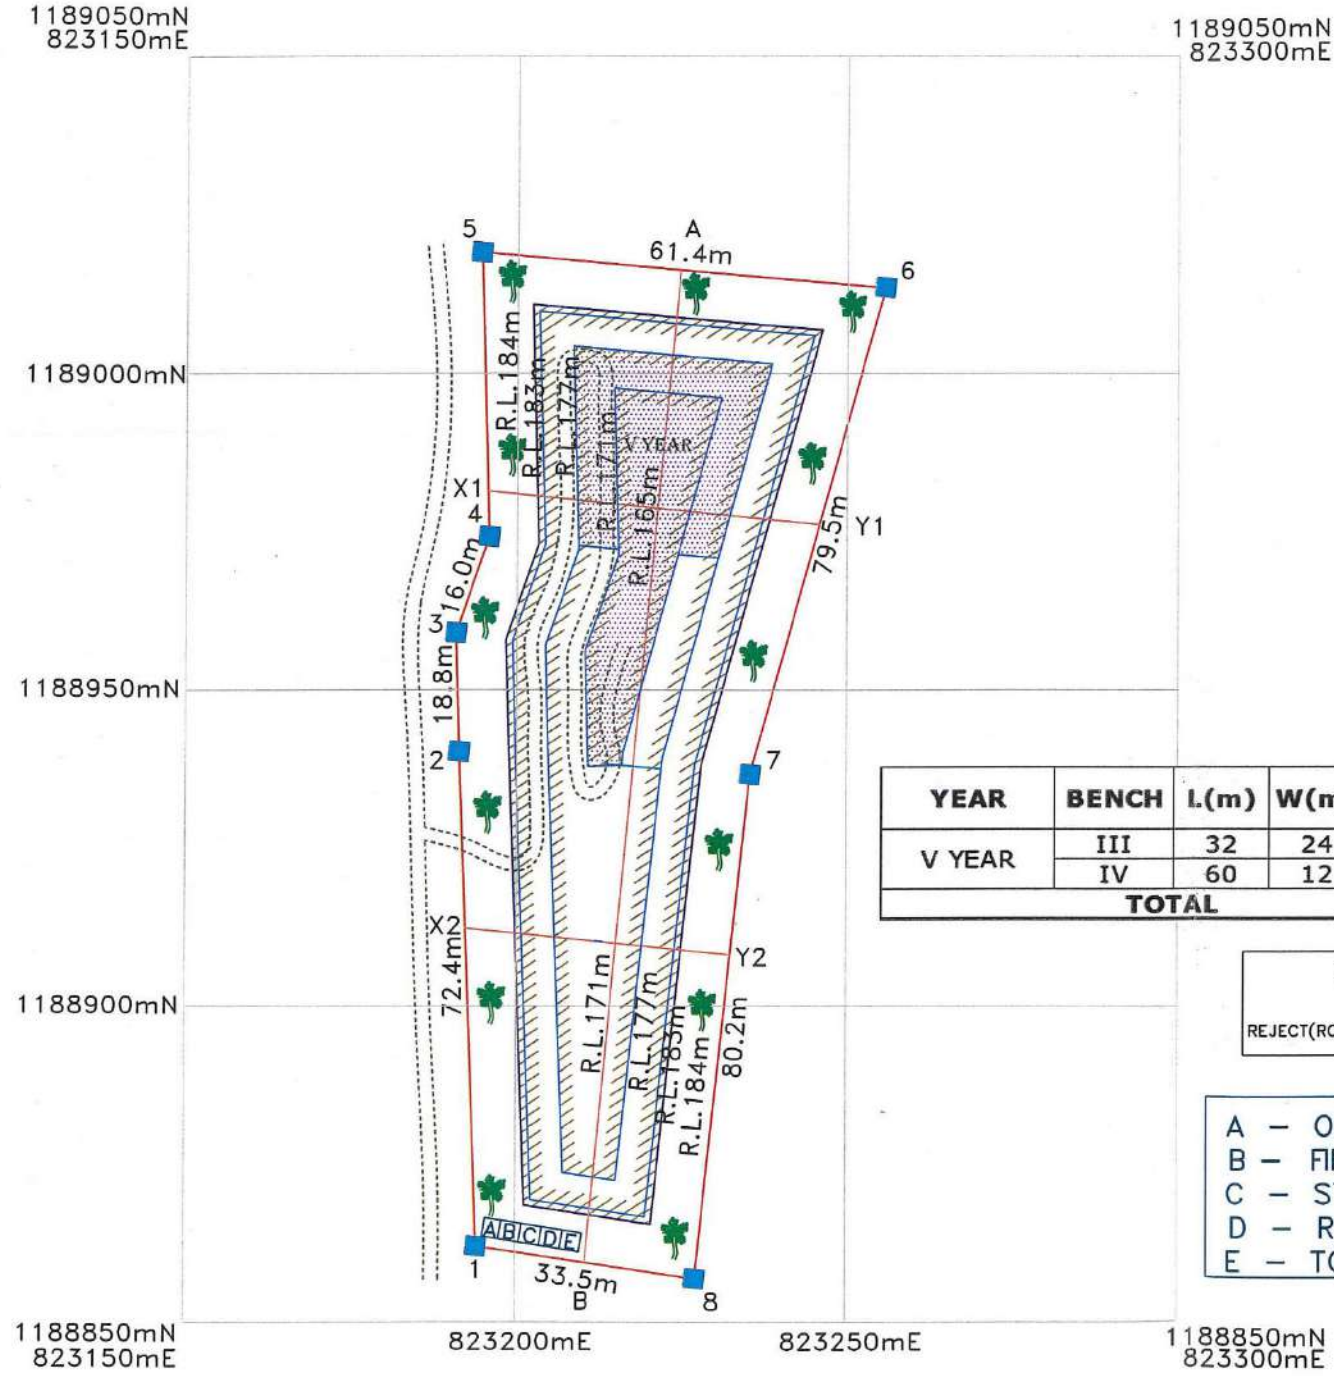 1189050mN
823150mE
1189050mN
823300mE
5
A
61.4m
6
1189000mN
R.L.184m
R.L.183m
R.L.177m
R.L.171m
V YEAR
R.L.165m
X1
4
Y1
79.5m
16.0m
3
18.8m
1188950mN
2
7
YEAR BENCH L(m) W(m
V YEAR III 32 24
IV 60 12
TOTAL
X2
Y2
72.4m
1188900mN
R.L.171m
R.L.177m
R.L.183m
R.L.184m
80.2m
REJECT(RO
A – O
B – FI
C – S
D – R
E – TO
A B C D E
1
33.5m
B
8
1188850mN
823150mE
823200mE
823250mE
1188850mN
823300mE